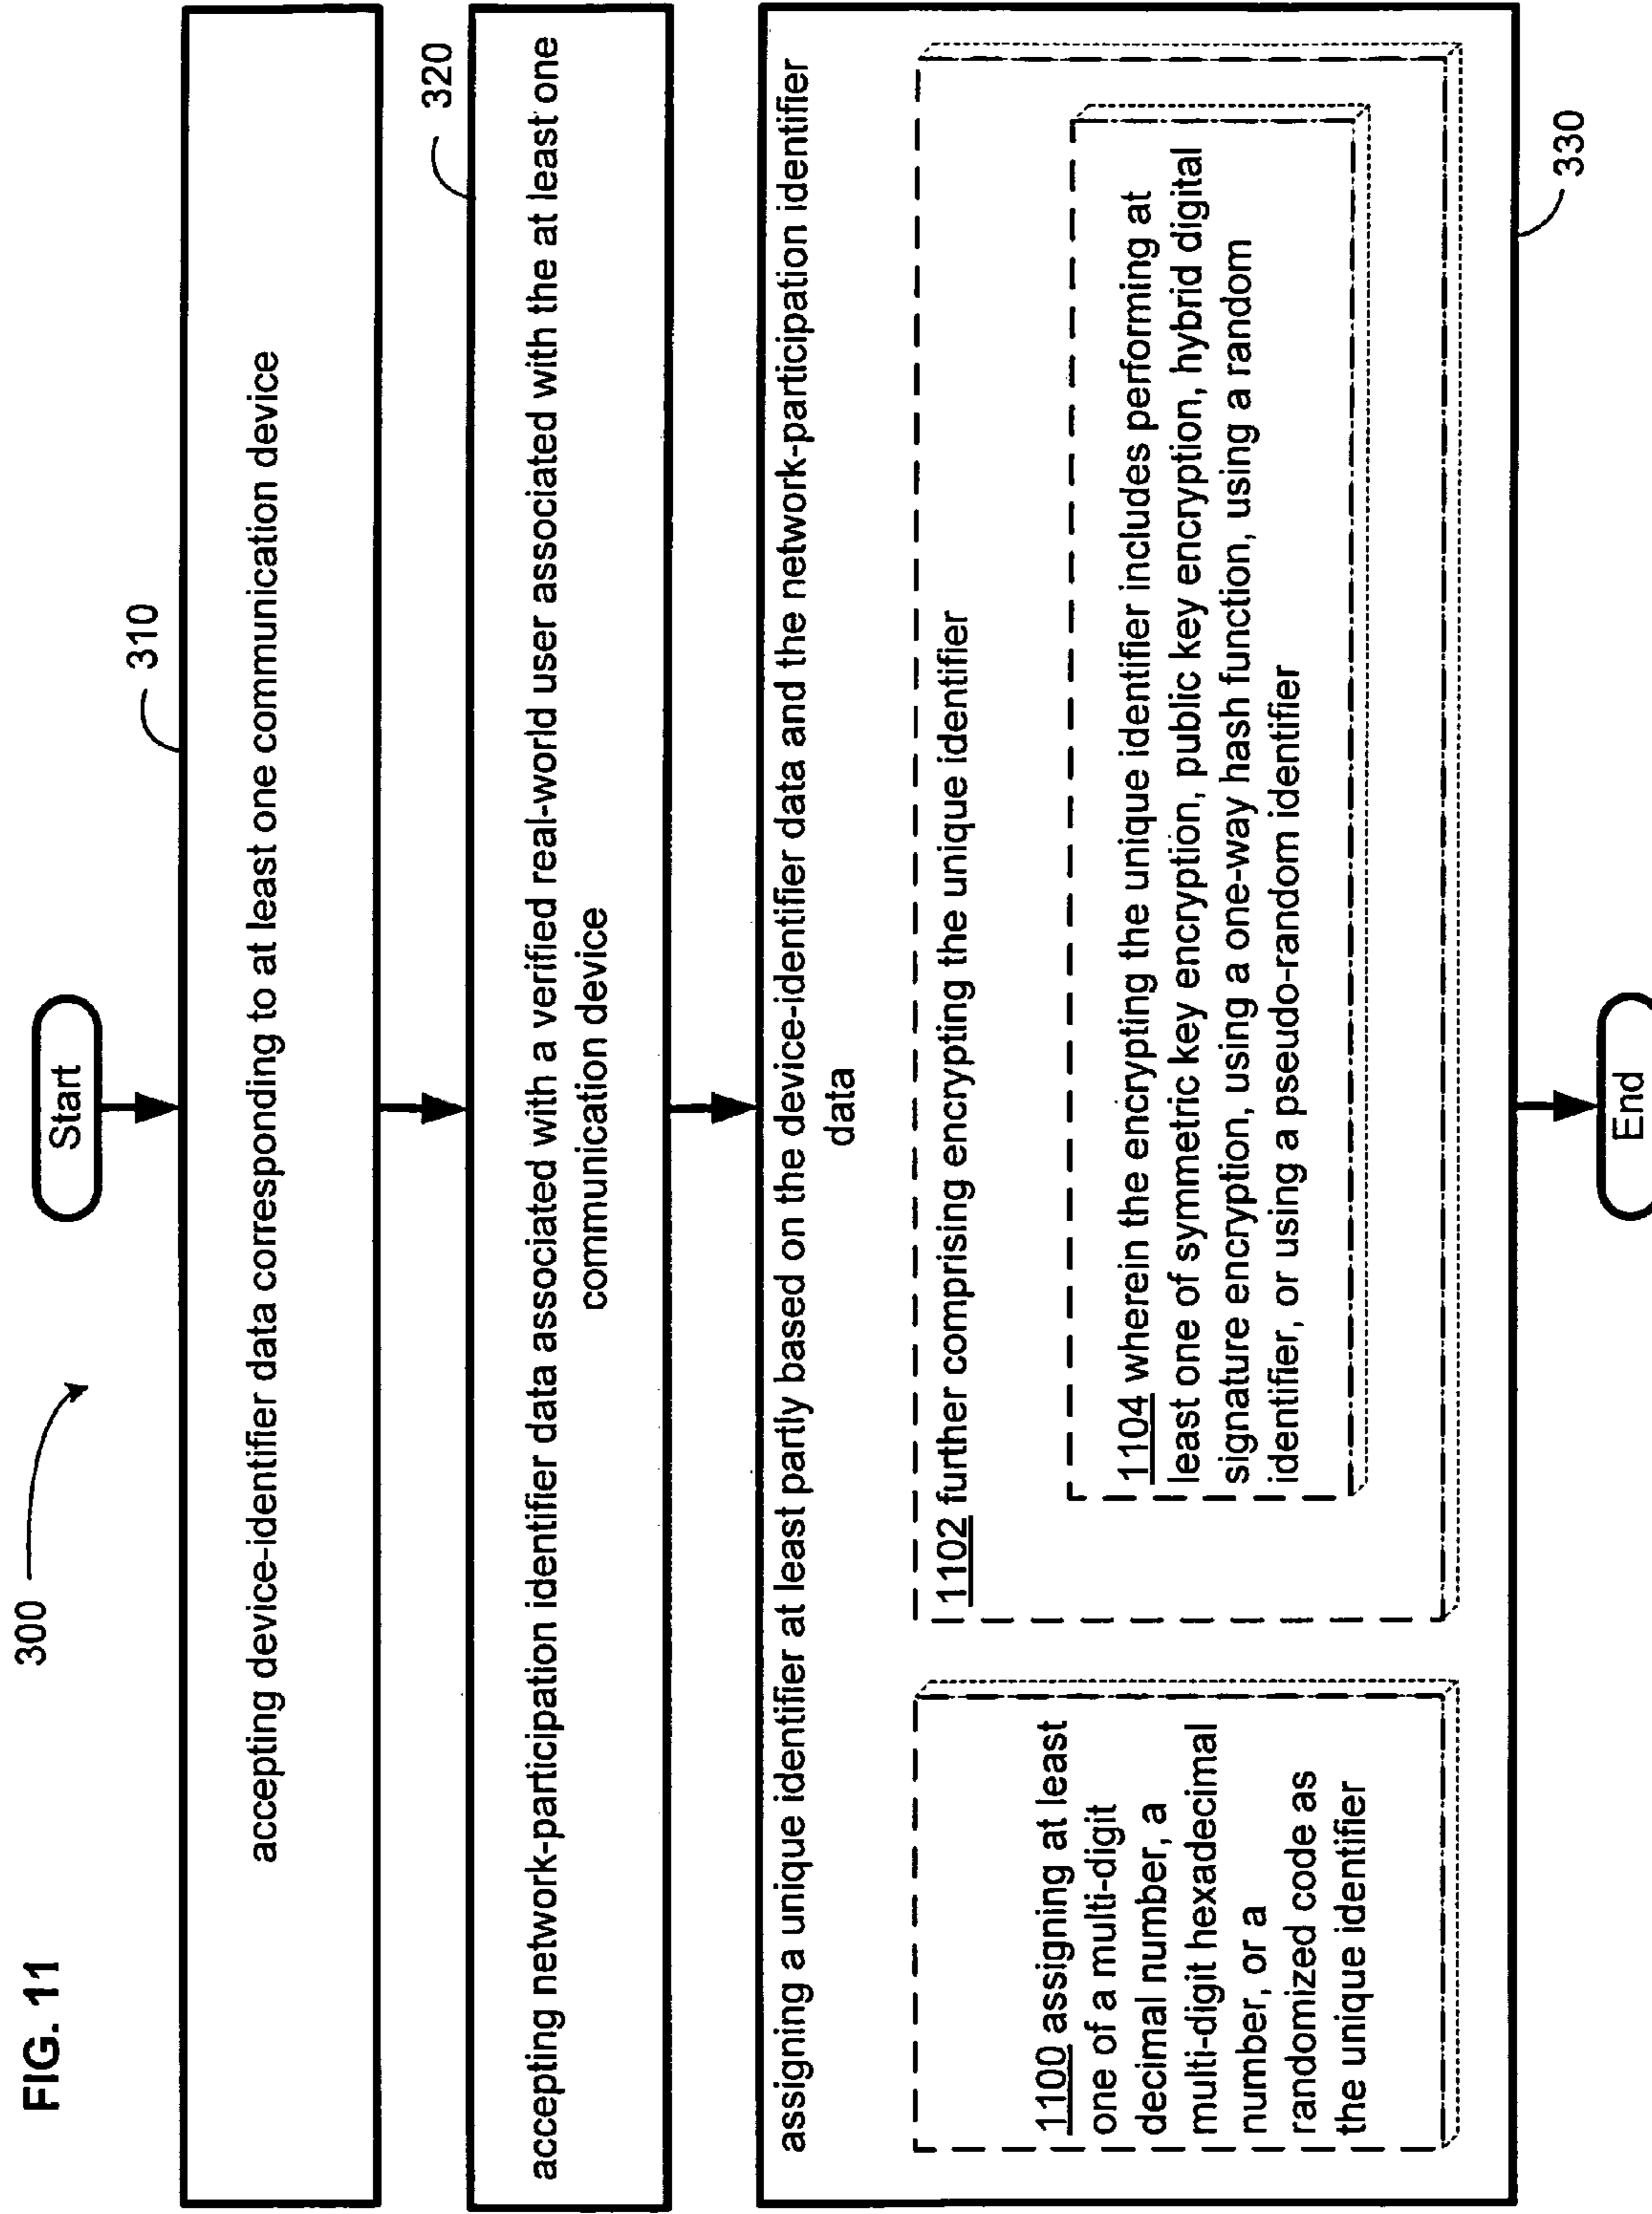 FIG. 11
300
Start
310
accepting device-identifier data corresponding to at least one communication device
320
accepting network-participation identifier data associated with a verified real-world user associated with the at least one
communication device
assigning a unique identifier at least partly based on the device-identifier data and the network-participation identifier
data
1100 assigning at least
one of a multi-digit
decimal number, a
multi-digit hexadecimal
number, or a
randomized code as
the unique identifier
1102 further comprising encrypting the unique identifier
1104 wherein the encrypting the unique identifier includes performing at
least one of symmetric key encryption, public key encryption, hybrid digital
signature encryption, using a one-way hash function, using a random
identifier, or using a pseudo-random identifier
330
End